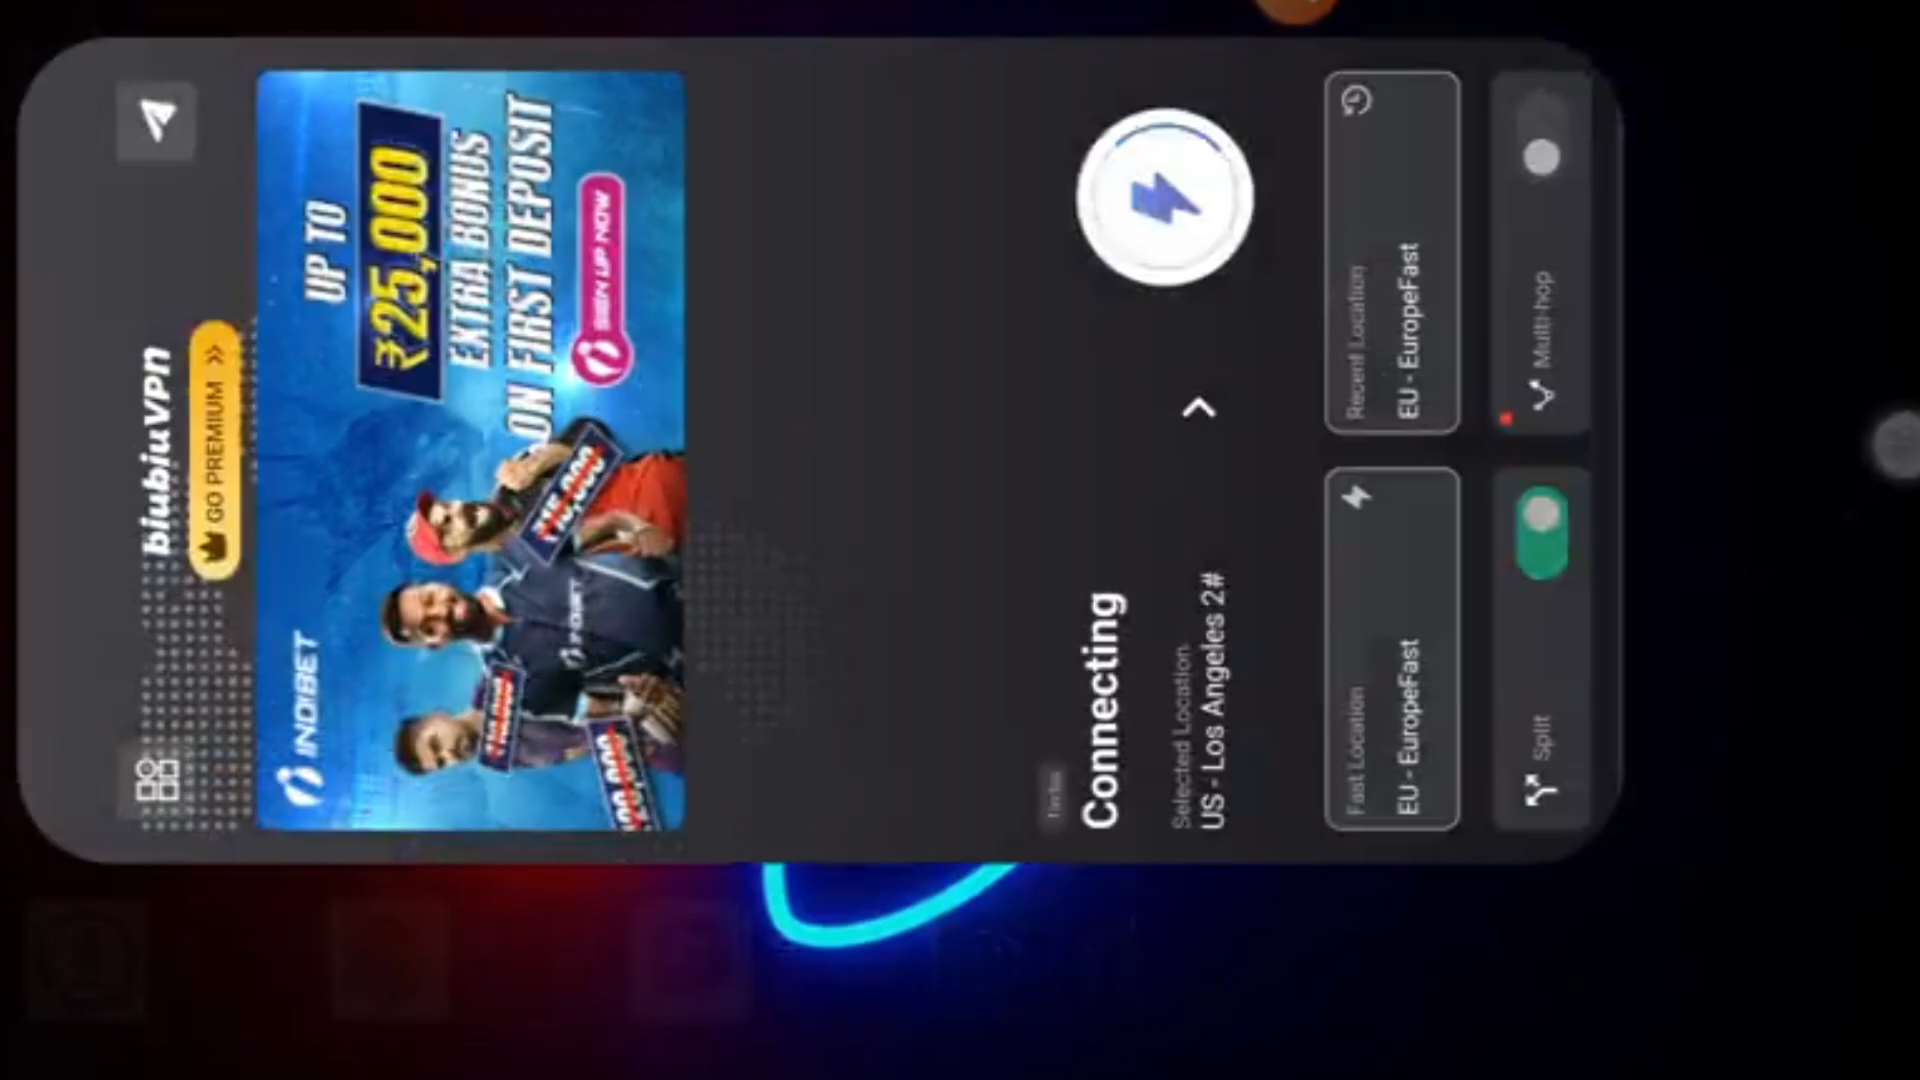 biubiuVPN
GO PREMIUM
INDIBET
UP TO
₹25,000
EXTRA BONUS
ON FIRST DEPOSIT
SIGN UP NOW
Connecting
Selected Location
US - Los Angeles 2#
Fast Location
EU - EuropeFast
Recent Location
EU - EuropeFast
Split
Multi-hop